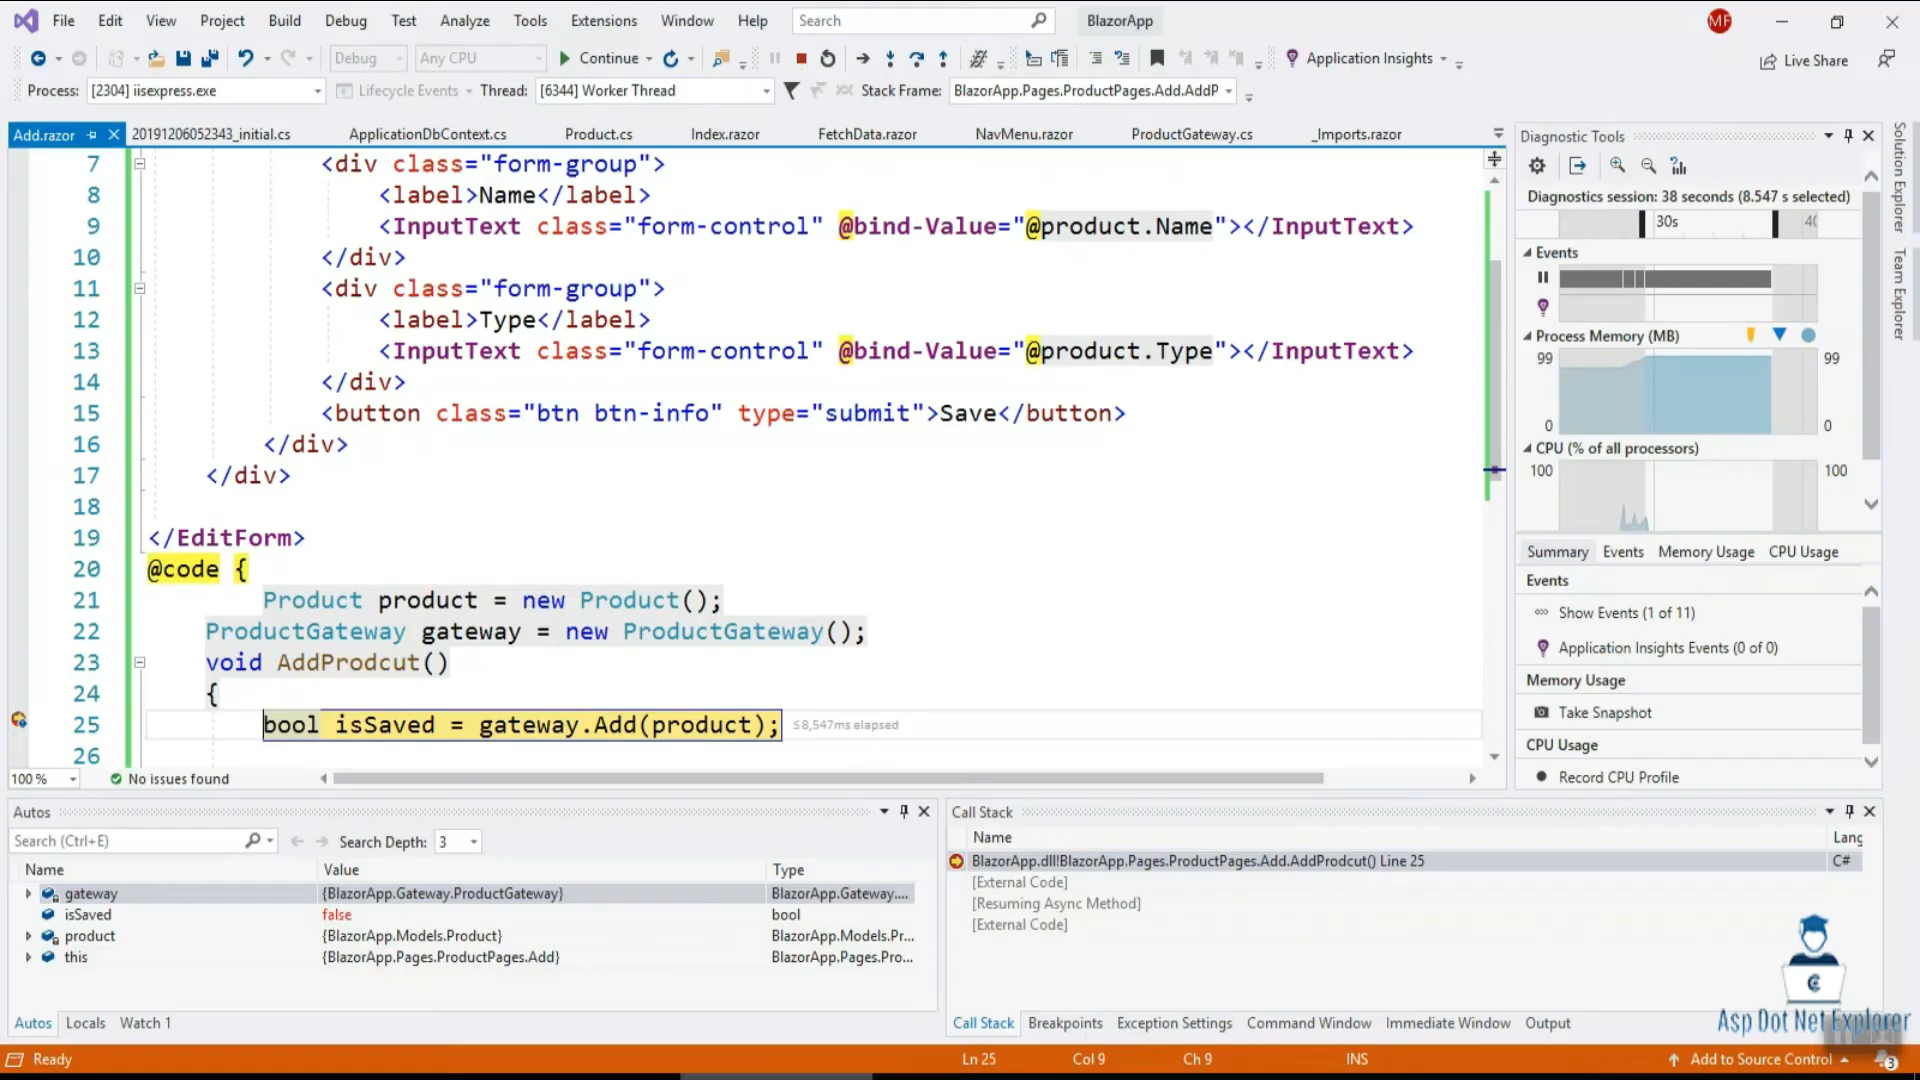 File Edit View Project Build Debug Test Analyze Tools Extensions Window Help Search BlazorApp MF
Debug Any CPU Continue Application Insights Live Share
Process: [2304] iisexpress.exe Lifecycle Events Thread: [6344] Worker Thread Stack Frame: BlazorApp.Pages.ProductPages.Add.AddP
Add.razor 20191206052343_initial.cs ApplicationDbContext.cs Product.cs Index.razor FetchData.razor NavMenu.razor ProductGateway.cs _Imports.razor
7 <div class="form-group">
8 <label>Name</label>
9 <InputText class="form-control" @bind-Value="@product.Name"></InputText>
10 </div>
11 <div class="form-group">
12 <label>Type</label>
13 <InputText class="form-control" @bind-Value="@product.Type"></InputText>
14 </div>
15 <button class="btn btn-info" type="submit">Save</button>
16 </div>
17 </div>
18
19 </EditForm>
20 @code {
21 Product product = new Product();
22 ProductGateway gateway = new ProductGateway();
23 void AddProdcut()
24 {
25 bool isSaved = gateway.Add(product); ≤8,547ms elapsed
26
100 % No issues found
Diagnostic Tools
Diagnostics session: 38 seconds (8.547 s selected)
30s 40
Events
Process Memory (MB)
99 99
0 0
CPU (% of all processors)
100 100
Summary Events Memory Usage CPU Usage
Events
Show Events (1 of 11)
Application Insights Events (0 of 0)
Memory Usage
Take Snapshot
CPU Usage
Record CPU Profile
Solution Explorer
Team Explorer
Autos
Search (Ctrl+E) Search Depth: 3
Name Value Type
gateway {BlazorApp.Gateway.ProductGateway} BlazorApp.Gateway....
isSaved false bool
product {BlazorApp.Models.Product} BlazorApp.Models.Pr...
this {BlazorApp.Pages.ProductPages.Add} BlazorApp.Pages.Pro...
Autos Locals Watch 1
Call Stack
Name Lang
BlazorApp.dll!BlazorApp.Pages.ProductPages.Add.AddProdcut() Line 25 C#
[External Code]
[Resuming Async Method]
[External Code]
Call Stack Breakpoints Exception Settings Command Window Immediate Window Output
Asp Dot Net Explorer
Ready Ln 25 Col 9 Ch 9 INS Add to Source Control 3